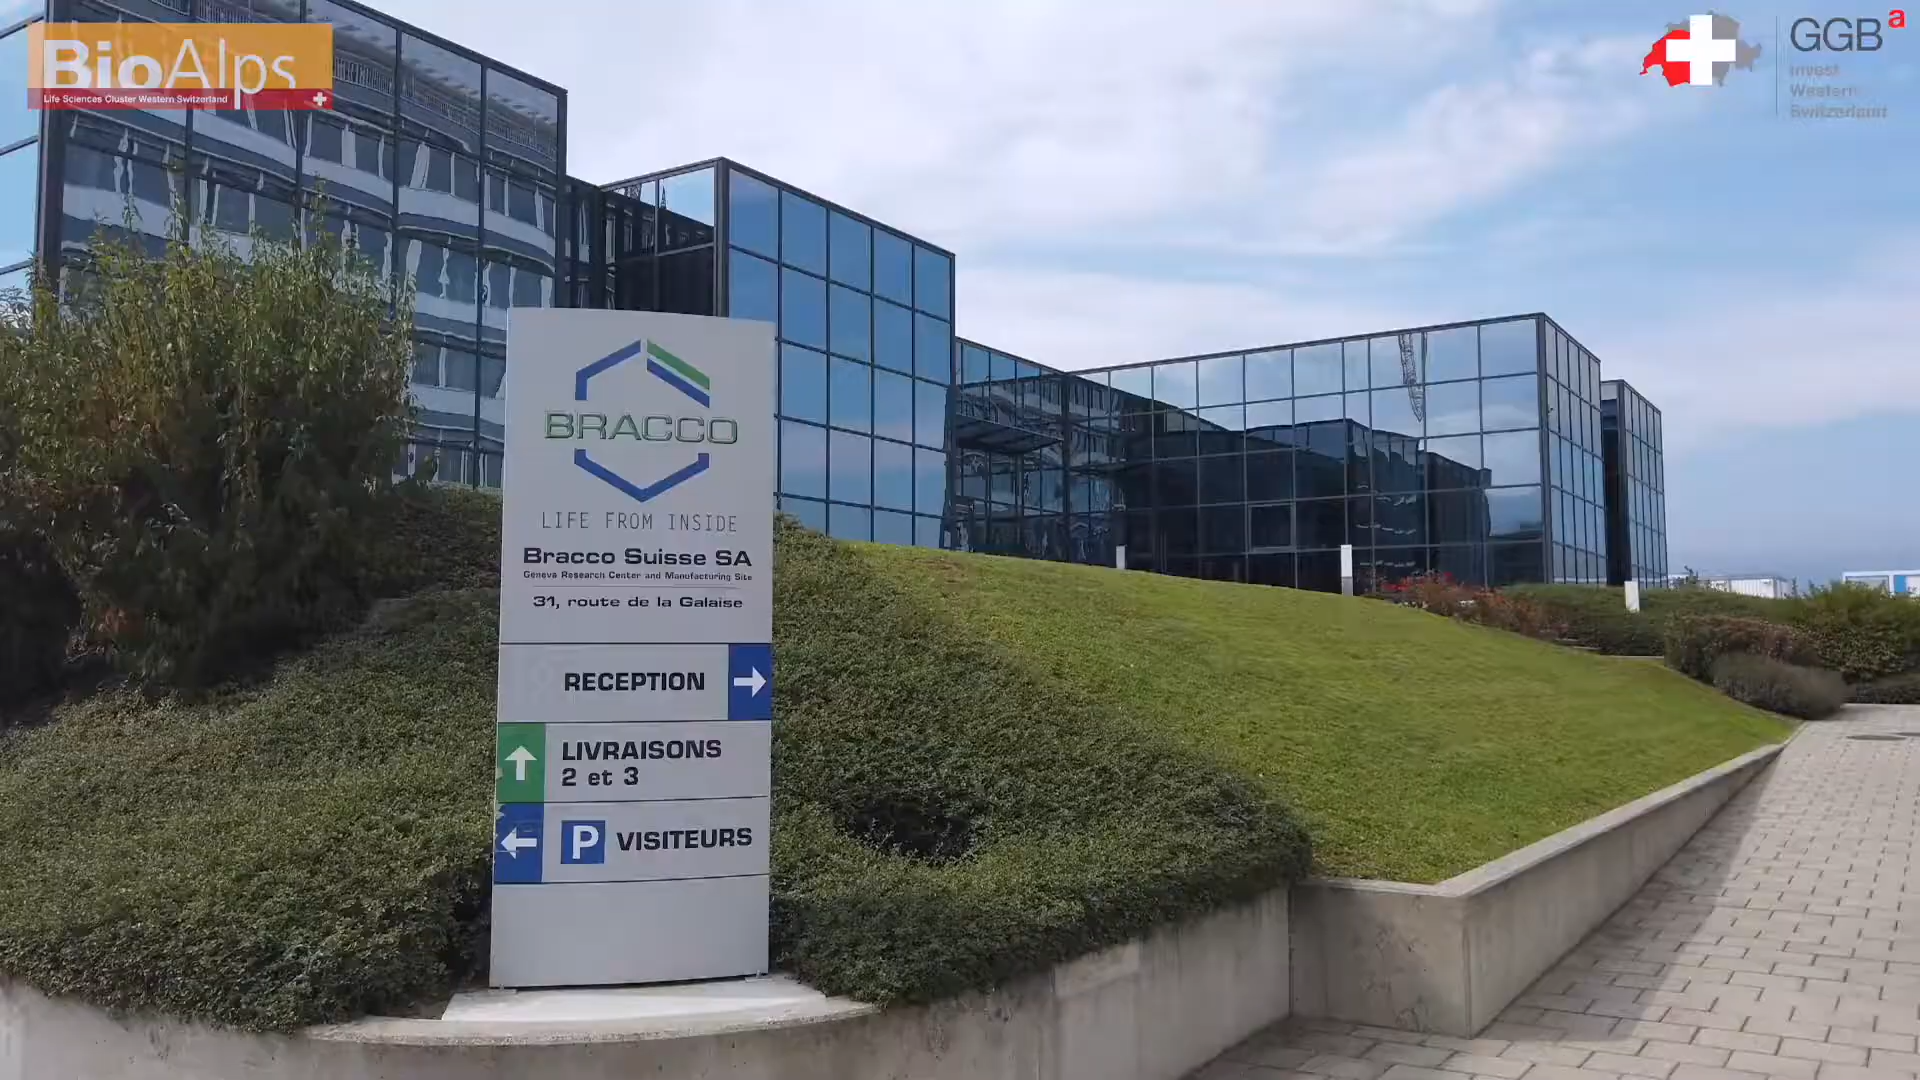 BioAlps
Life Sciences Cluster Western Switzerland
GGBa
Invest
Western
Switzerland
BRACCO
LIFE FROM INSIDE
Bracco Suisse SA
Geneva Research Center and Manufacturing Site
31, route de la Galaise
RECEPTION
LIVRAISONS
2 et 3
P VISITEURS